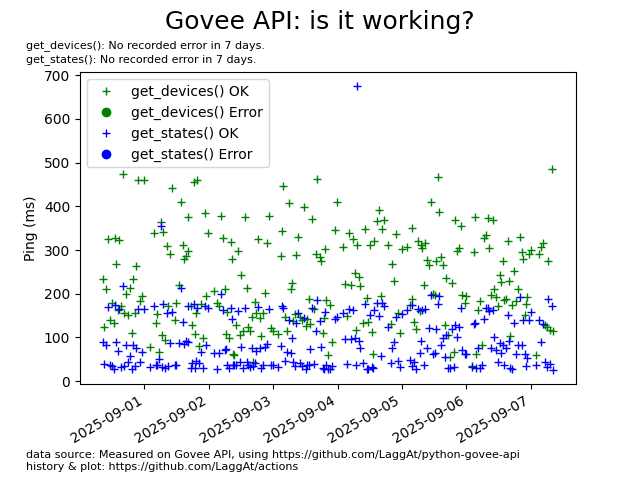 Govee API: is it working?
get_devices(): No recorded error in 7 days.
get_states(): No recorded error in 7 days.
700
600
500
400
300
200
100
0
Ping (ms)
get_devices() OK
get_devices() Error
get_states() OK
get_states() Error
2025-09-01
2025-09-02
2025-09-03
2025-09-04
2025-09-05
2025-09-06
2025-09-07
data source: Measured on Govee API, using https://github.com/LaggAt/python-govee-api
history & plot: https://github.com/LaggAt/actions